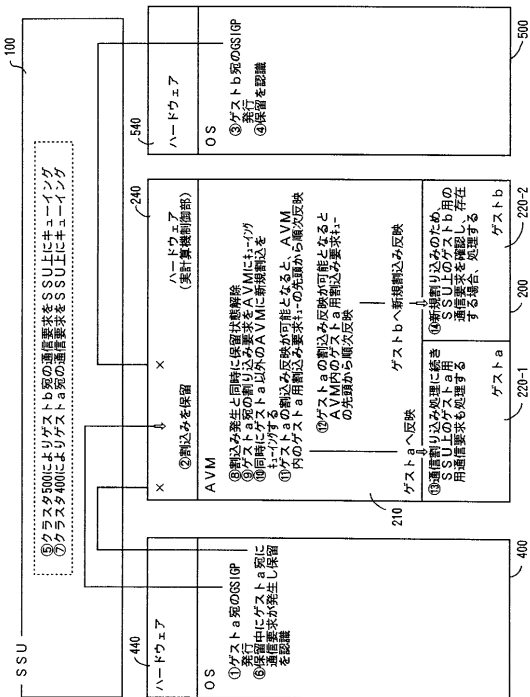 SSU
100
⑤クラスタ500によりゲストb宛の通信要求をSSU上にキューイング
⑦クラスタ400によりゲストa宛の通信要求をSSU上にキューイング
440
ハードウェア
OS
①ゲストa宛のGSIGP
発行
⑥保留中にゲストa宛に
通信要求が発生し保留
を認識
400
×
×
②割込みを保留
240
ハードウェア
(実計算機制御部)
AVM
⑧割込み発生と同時に保留状態解除
⑨ゲストa宛の割り込み要求をAVMにキューイング
⑩同時にゲストa以外のAVMに新規割込を
キューイングする
⑪ゲストaの割込み反映が可能となると、AVM
内のゲストa用割込み要求キューの先頭から順次反映
⑫ゲストaの割込み反映が可能となると
AVM内のゲストa用割込み要求キュー
の先頭から順次反映
210
ゲストaへ反映
ゲストbへ新規割込み反映
⑬通信割り込み処理に続き
SSU上のゲストa用
通信要求も処理する
ゲストa
220-1
⑭新規割り込みのため、
SSU上のゲストb用の
通信要求を確認し、存在
する場合、処理する
ゲストb
220-2
200
540
ハードウェア
OS
③ゲストb宛のGSIGP
発行
④保留を認識
500